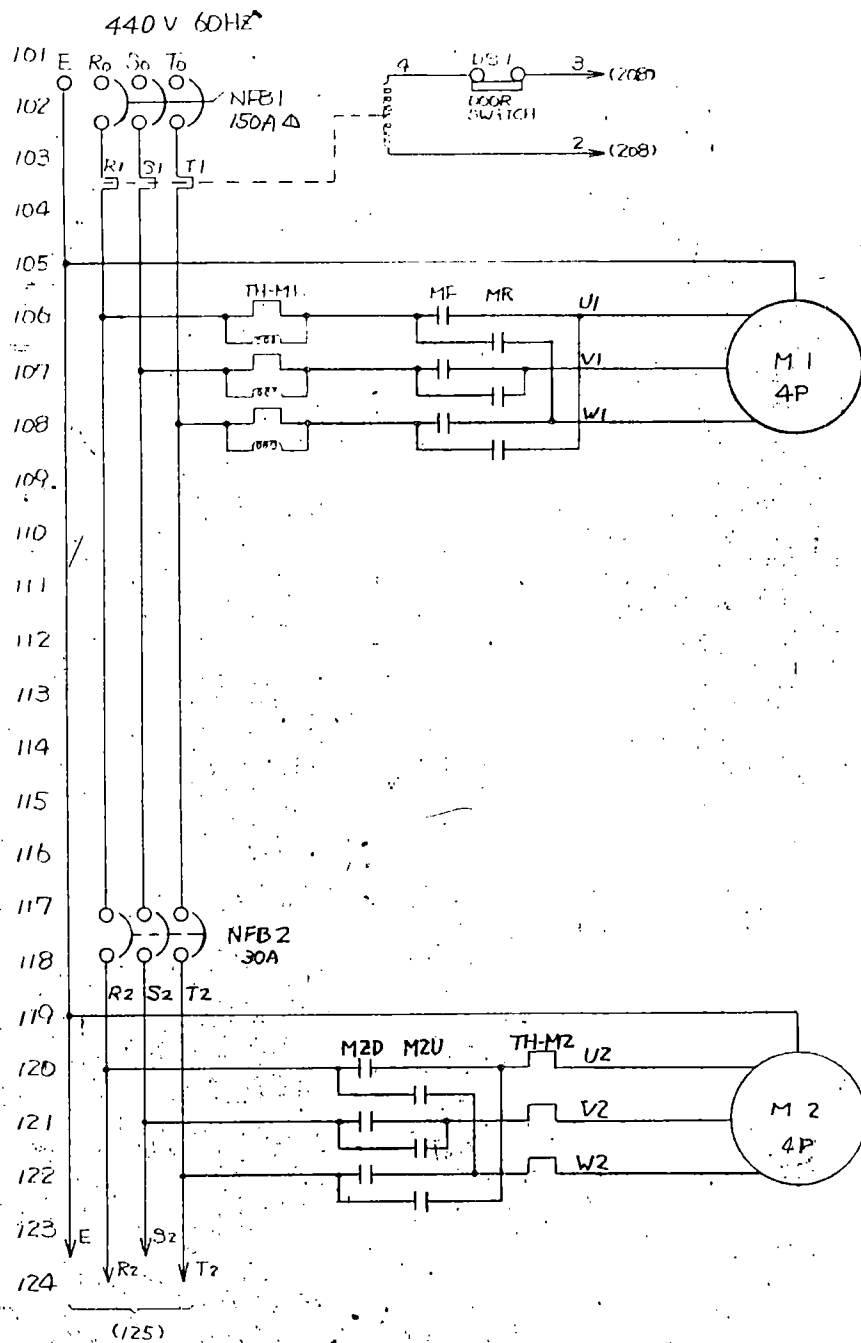 440 V 60HZ
101 E R0 S0 T0
4 DS1 3 (208)
102 NFB1
150A
DOOR
SWITCH
103 R1 S1 T1 2 (208)
104
105
106 TH-M1 MF MR U1
107 V1 M1
108 W1 4P
109
110
111
112
113
114
115
116
117
118 NFB2
30A
R2 S2 T2
119
120 M2D M2U TH-M2 U2
121 V2 M2
122 W2 4P
123 E S2
124 R2 T2
(125)